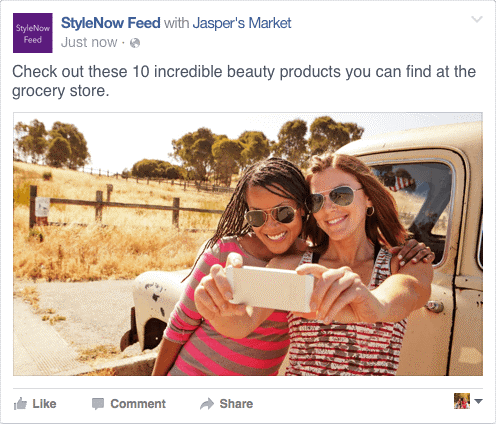 StyleNow
Feed
StyleNow Feed with Jasper's Market
Just now ·
Check out these 10 incredible beauty products you can find at the
grocery store.
Like Comment Share